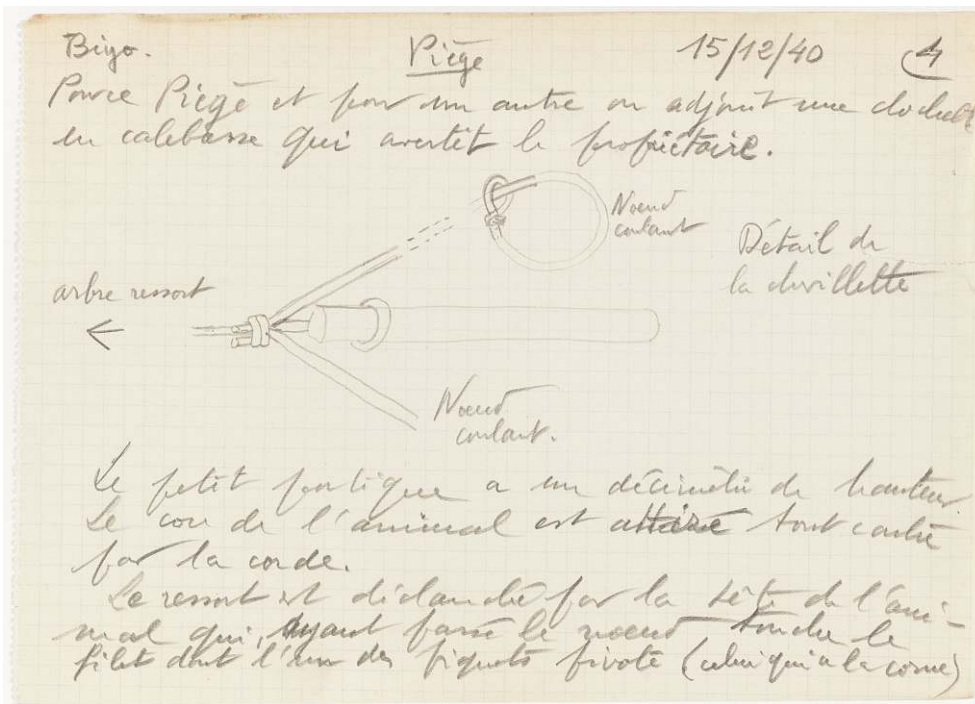 Bigo. Piège 15/12/40 4
Pour ce Piège et pour un autre on adjoint une clochette
en calebasse qui avertit le propriétaire.
Noeud
coulant
Détail de
la chevillette
arbre ressort
Noeud
coulant.
Le petit portique a un décimètre de hauteur.
Le cou de l'animal est attiré tout contre
par la corde.
Le ressort est déclanché par la tête de l'ani-
mal qui, ayant passé le noeud touche le
filet dont l'un des piquets pivote (celui qui a la corne)